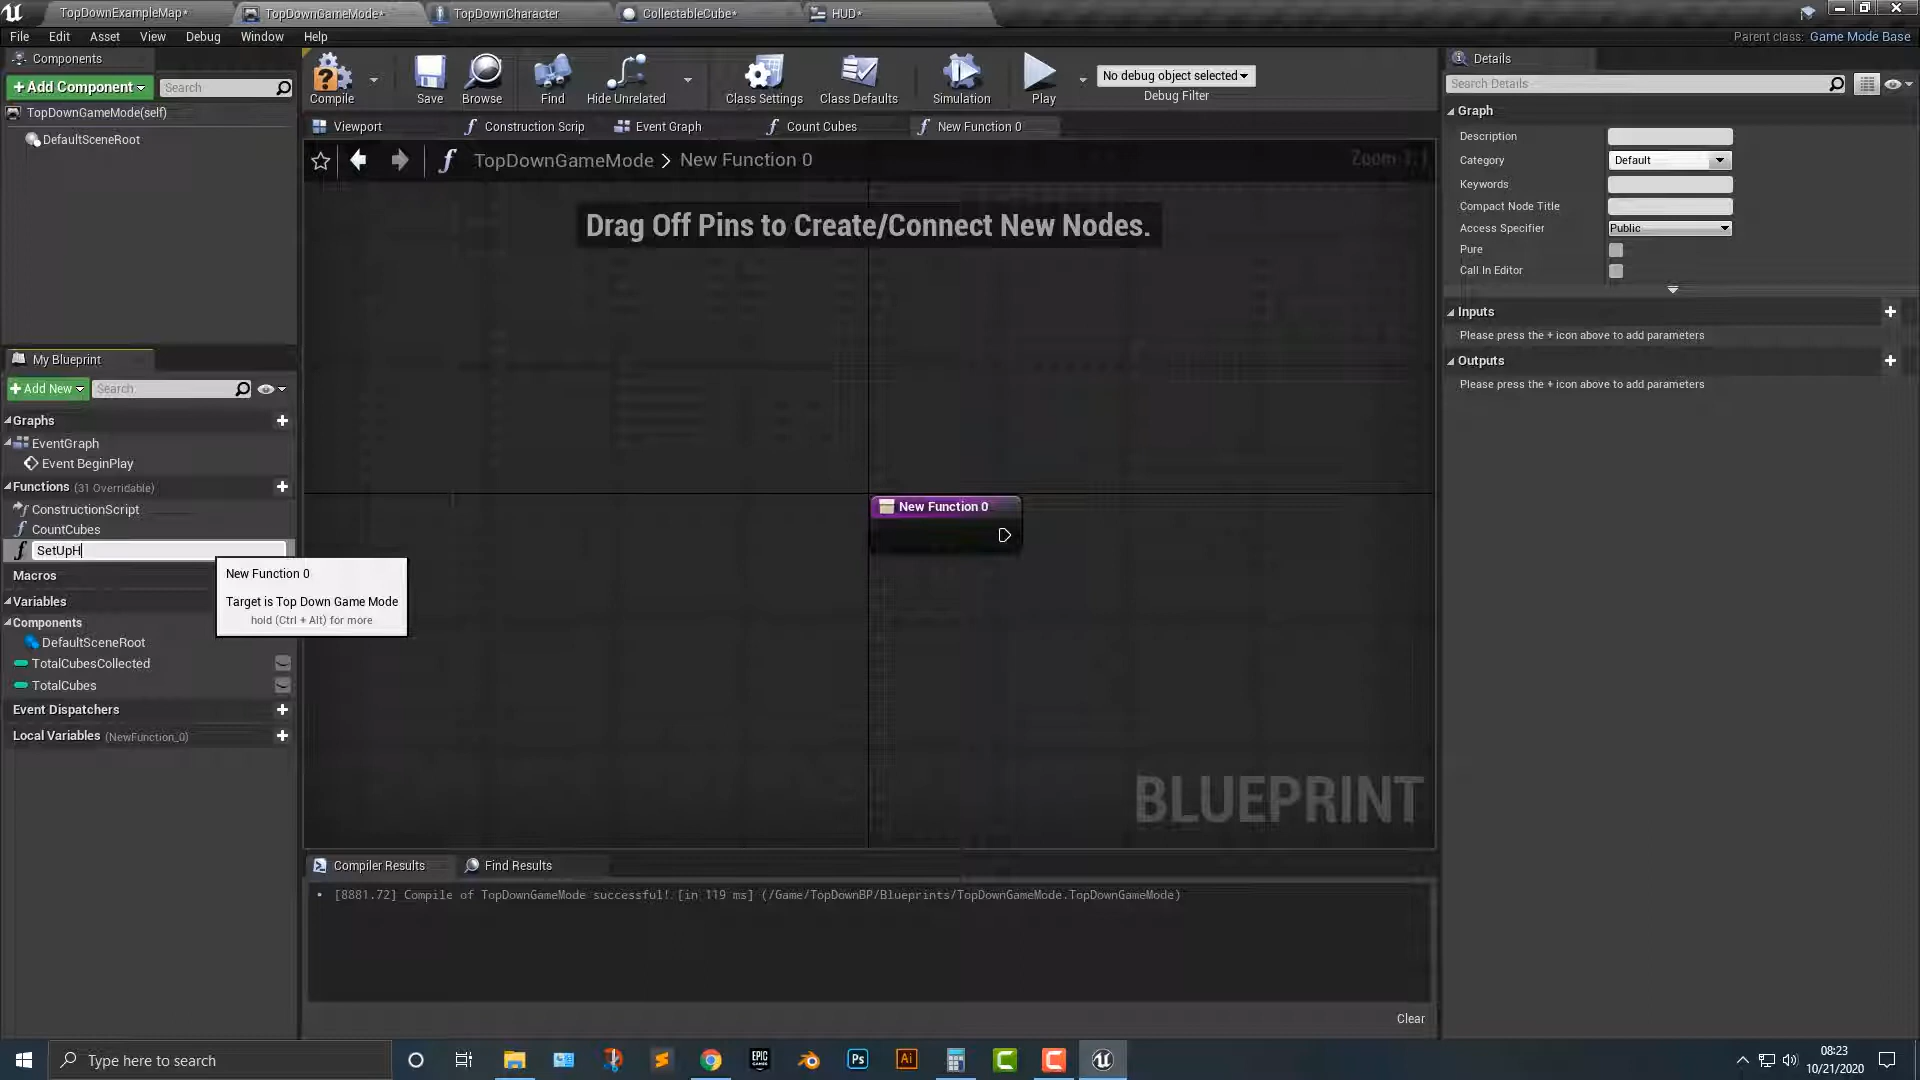 TopDownExampleMap*
TopDownGameMode*
TopDownCharacter
CollectableCube*
HUD*
File
Edit
Asset
View
Debug
Window
Help
Parent class: Game Mode Base
Components
+Add Component
Search
TopDownGameMode(self)
DefaultSceneRoot
Compile
Save
Browse
Find
Hide Unrelated
Class Settings
Class Defaults
Simulation
Play
No debug object selected
Debug Filter
Viewport
Construction Scrip
Event Graph
Count Cubes
New Function 0
TopDownGameMode > New Function 0
Zoom 1:1
Drag Off Pins to Create/Connect New Nodes.
New Function 0
BLUEPRINT
My Blueprint
+Add New
Search
Graphs
EventGraph
Event BeginPlay
Functions (31 Overridable)
ConstructionScript
CountCubes
SetUpH
New Function 0
Target is Top Down Game Mode
hold (Ctrl + Alt) for more
Macros
Variables
Components
DefaultSceneRoot
TotalCubesCollected
TotalCubes
Event Dispatchers
Local Variables (NewFunction_0)
Compiler Results
Find Results
[8881.72] Compile of TopDownGameMode successful! [in 119 ms] (/Game/TopDownBP/Blueprints/TopDownGameMode.TopDownGameMode)
Clear
Details
Search Details
Graph
Description
Category
Default
Keywords
Compact Node Title
Access Specifier
Public
Pure
Call In Editor
Inputs
Please press the + icon above to add parameters
Outputs
Please press the + icon above to add parameters
Type here to search
EPIC GAMES
Ps
Ai
08:23
10/21/2020